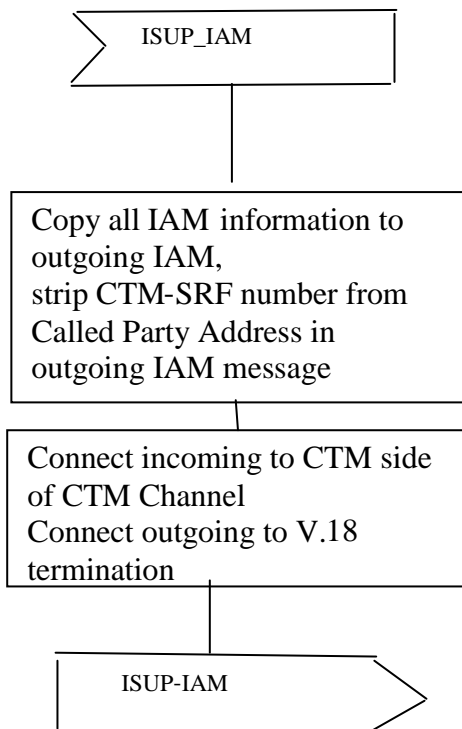 ISUP_IAM
Copy all IAM information to
outgoing IAM,
strip CTM-SRF number from
Called Party Address in
outgoing IAM message
Connect incoming to CTM side
of CTM Channel
Connect outgoing to V.18
termination
ISUP-IAM